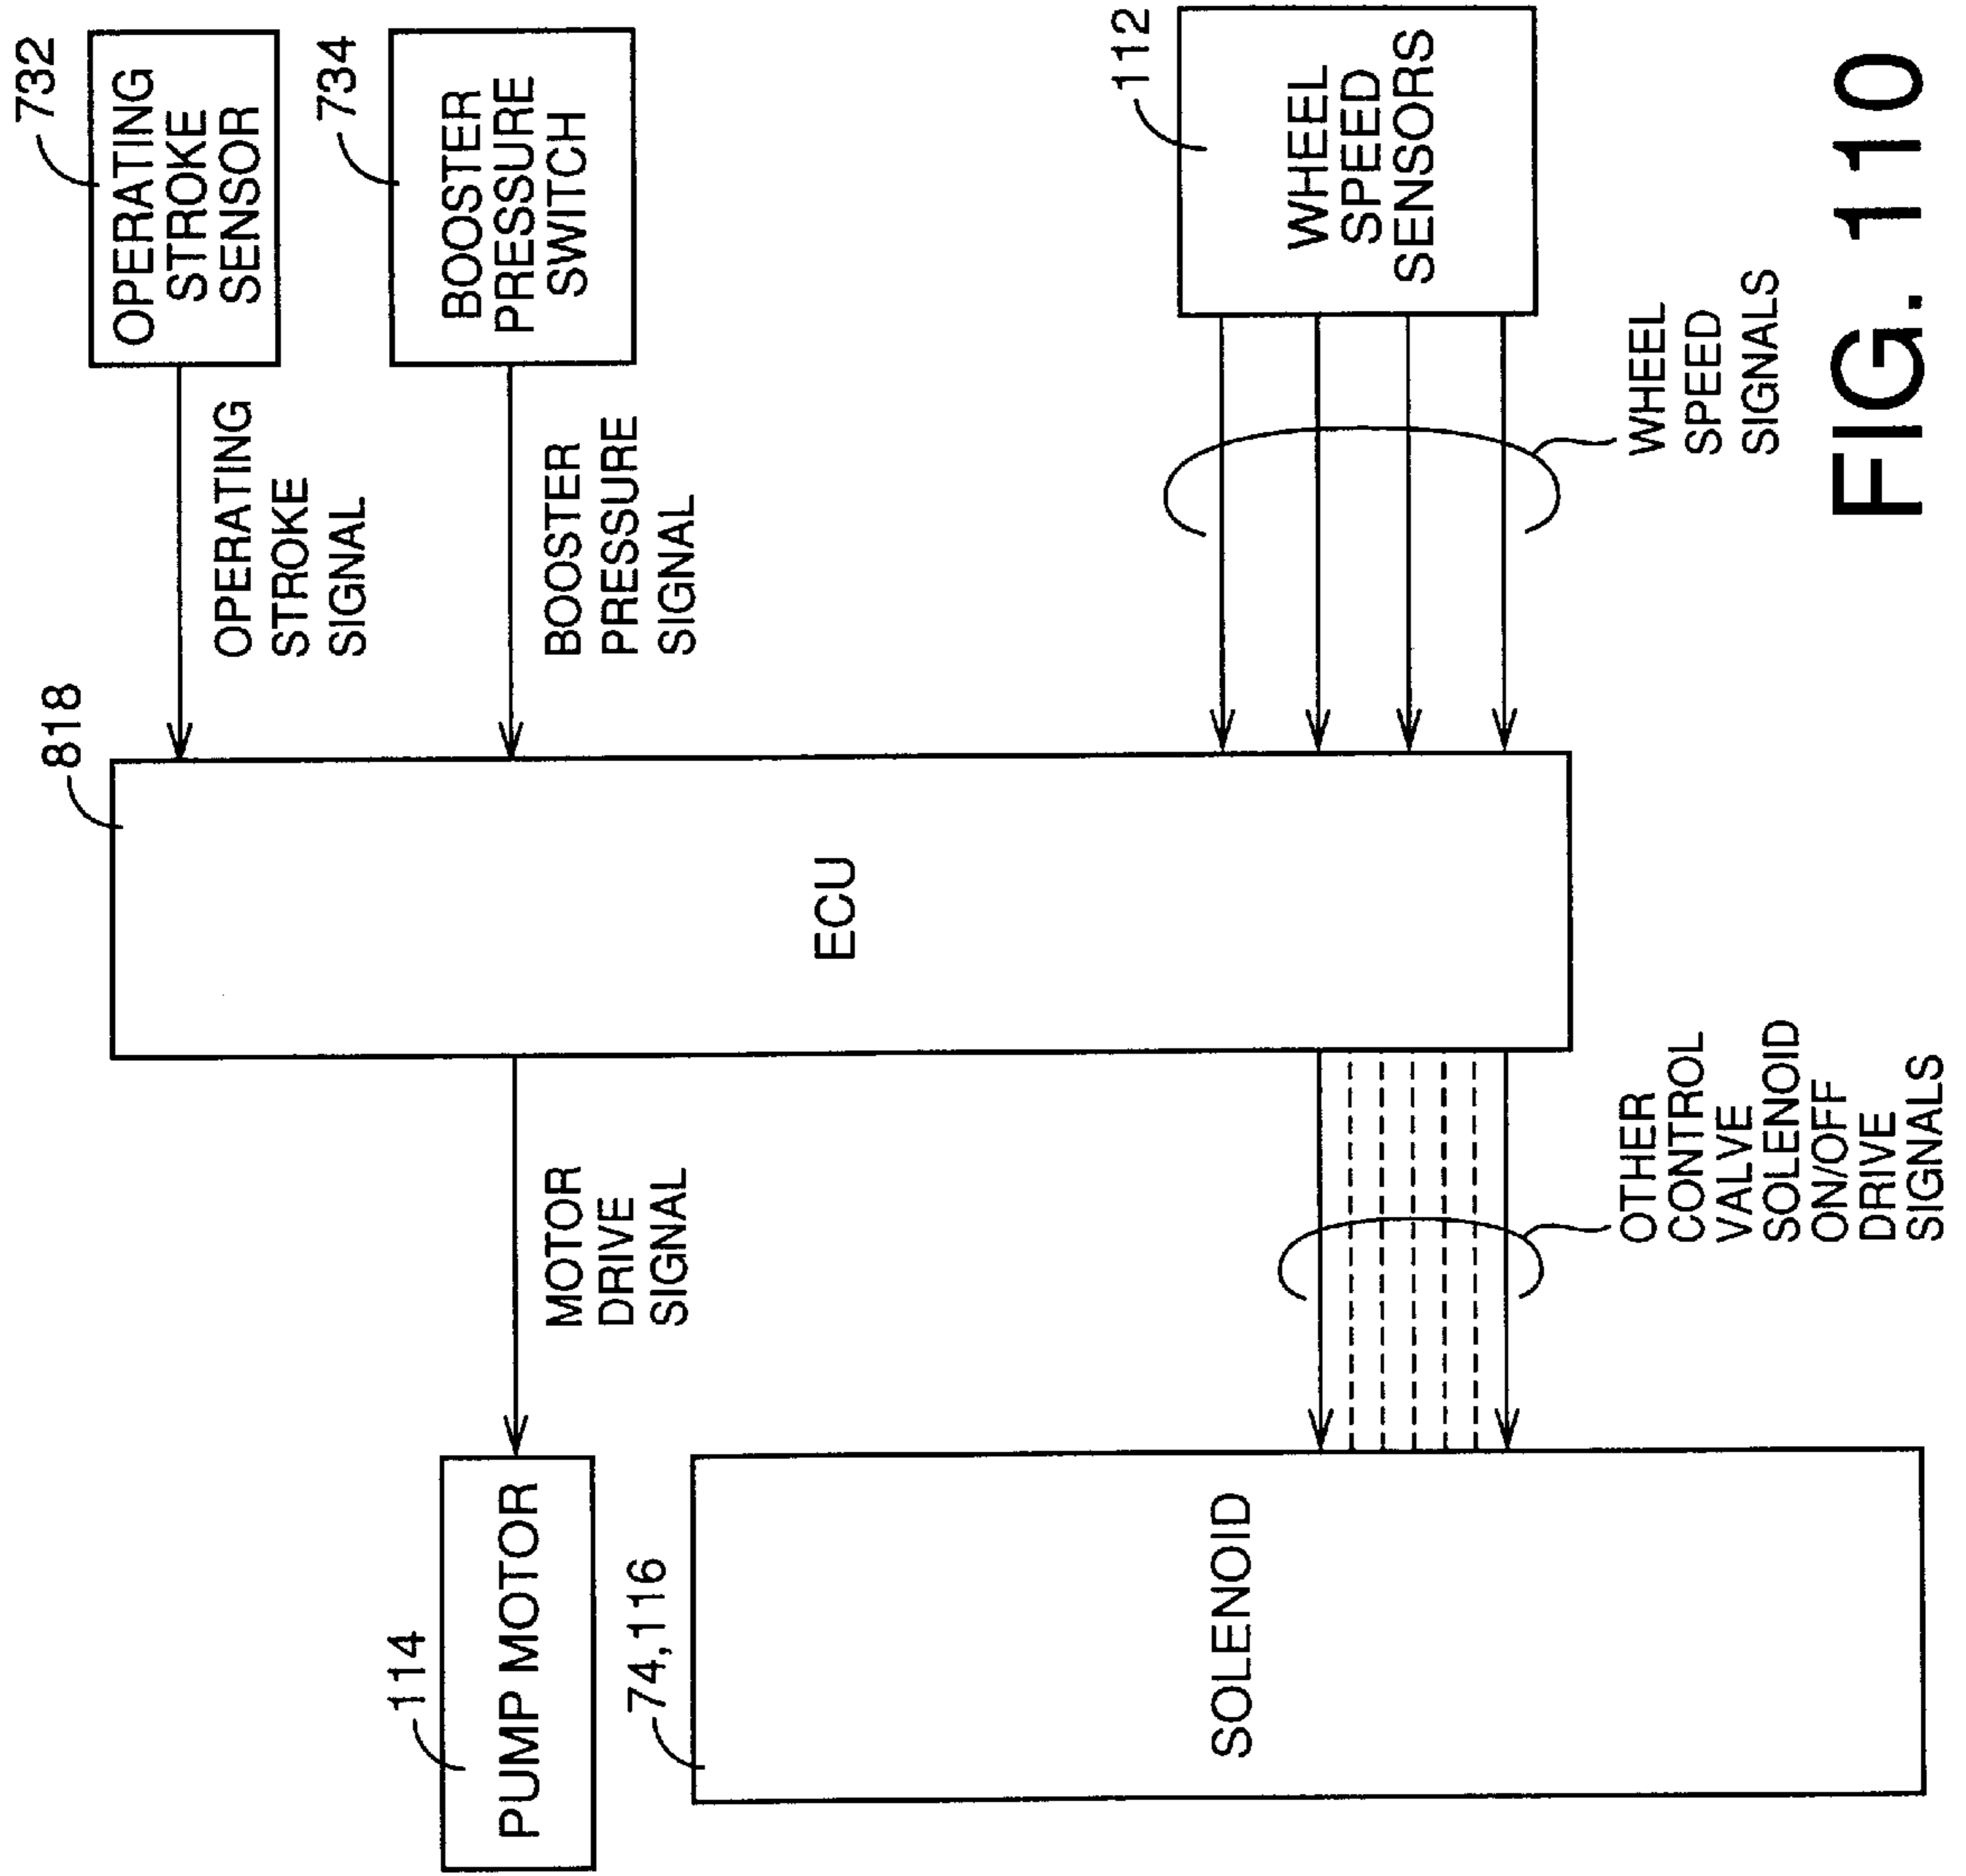 732
OPERATING
STROKE
SENSOR
734
BOOSTER
PRESSURE
SWITCH
112
WHEEL
SPEED
SENSORS
OPERATING
STROKE
SIGNAL
BOOSTER
PRESSURE
SIGNAL
WHEEL
SPEED
SIGNALS
818
ECU
MOTOR
DRIVE
SIGNAL
OTHER
CONTROL
VALVE
SOLENOID
ON/OFF
DRIVE
SIGNALS
114
PUMP MOTOR
74,116
SOLENOID
FIG. 110